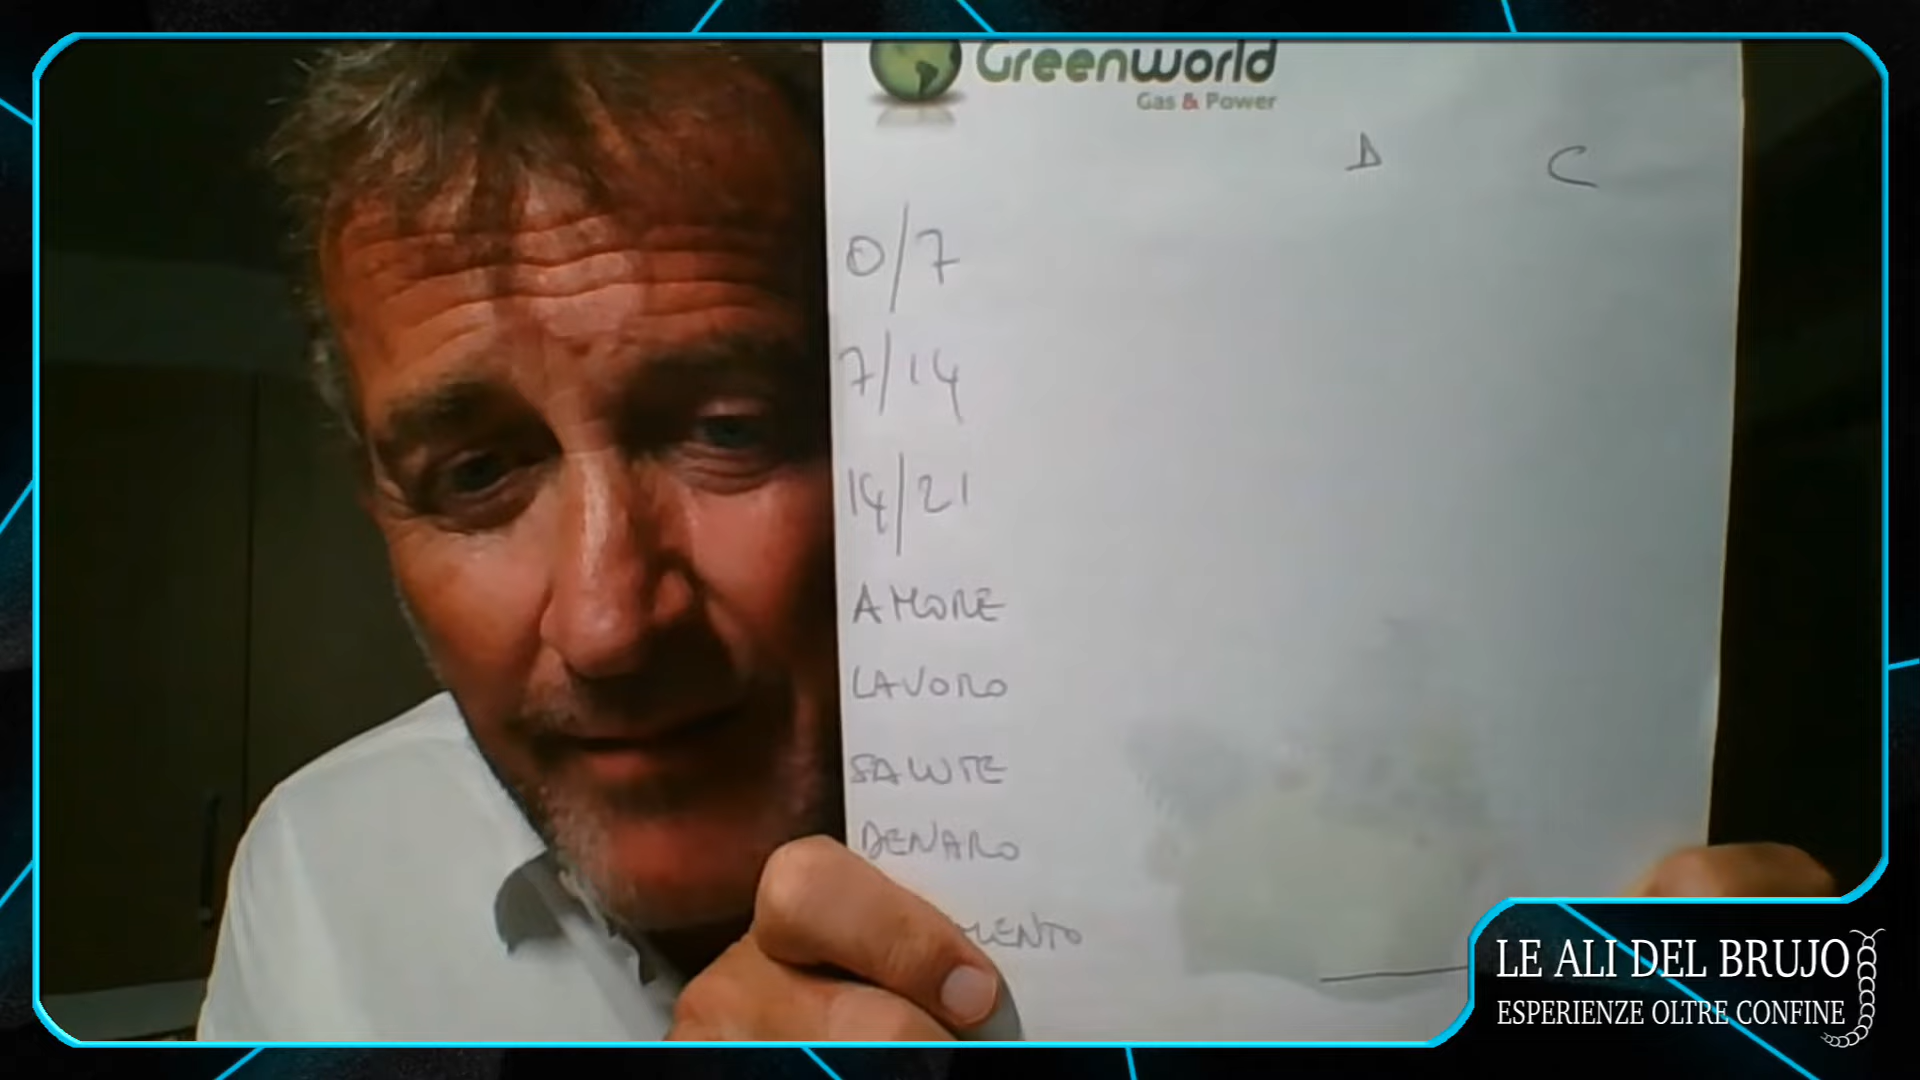 Greenworld
Gas & Power
D C
0/7
7/14
14/21
AMORE
LAVORO
SALUTE
DENARO
LE ALI DEL BRUJO
ESPERIENZE OLTRE CONFINE